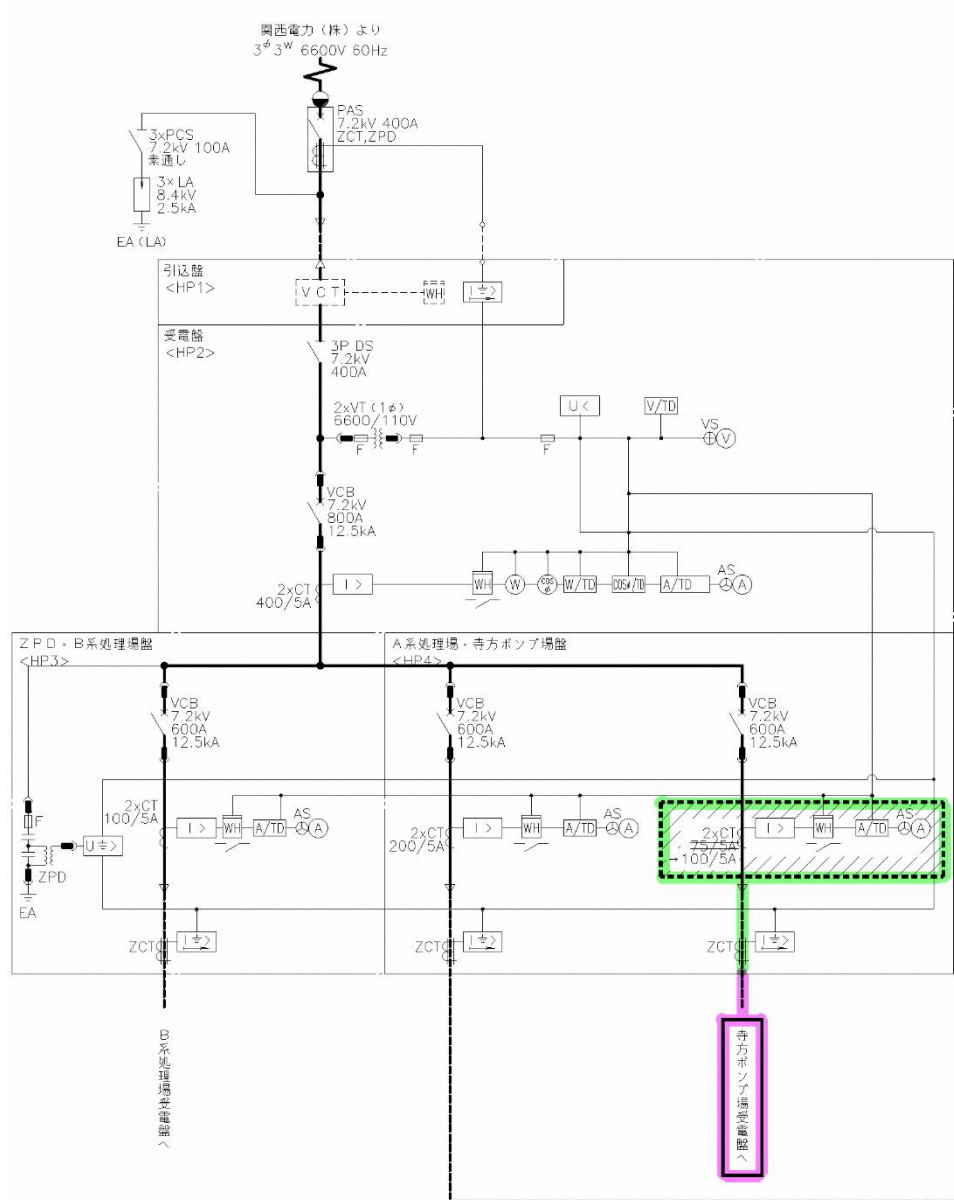 関西電力（株）より
3φ3W 6600V 60Hz
PAS
7.2kV 400A
ZCT,ZPD
3xPCS
7.2kV 100A
素通し
3xLA
8.4kV
2.5kA
EA(LA)
引込盤
<HP1>
VCT
WH
I⏚>
受電盤
<HP2>
3P DS
7.2kV
400A
2xVT(1φ)
6600/110V
F
F
F
U<
V/TD
VS
V
VCB
7.2kV
800A
12.5kA
2xCT
400/5A
I>
WH
W
COSφ
W/TD
COSφ/TD
A/TD
AS
A
ZPD・B系処理場盤
<HP3>
A系処理場・寺方ポンプ場盤
<HP4>
VCB
7.2kV
600A
12.5kA
VCB
7.2kV
600A
12.5kA
VCB
7.2kV
600A
12.5kA
2xCT
100/5A
I>
WH
A/TD
AS
A
2xCT
200/5A
I>
WH
A/TD
AS
A
2xCT
75/5A
→100/5A
I>
WH
A/TD
AS
A
F
U⏚>
ZPD
EA
ZCT
I⏚>
ZCT
I⏚>
ZCT
I⏚>
B系処理場受電盤へ
寺方ポンプ場受電盤へ